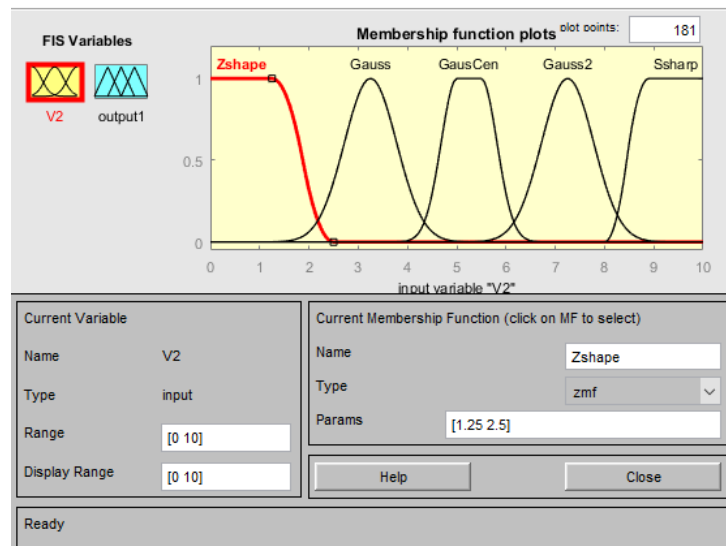 FIS Variables
Membership function plots
plot points:
181
V2
output1
Zshape
Gauss
GausCen
Gauss2
Ssharp
1
0.5
0
0 1 2 3 4 5 6 7 8 9 10
input variable "V2"
Current Variable
Name V2
Type input
Range [0 10]
Display Range [0 10]
Current Membership Function (click on MF to select)
Name Zshape
Type zmf
Params [1.25 2.5]
Help
Close
Ready